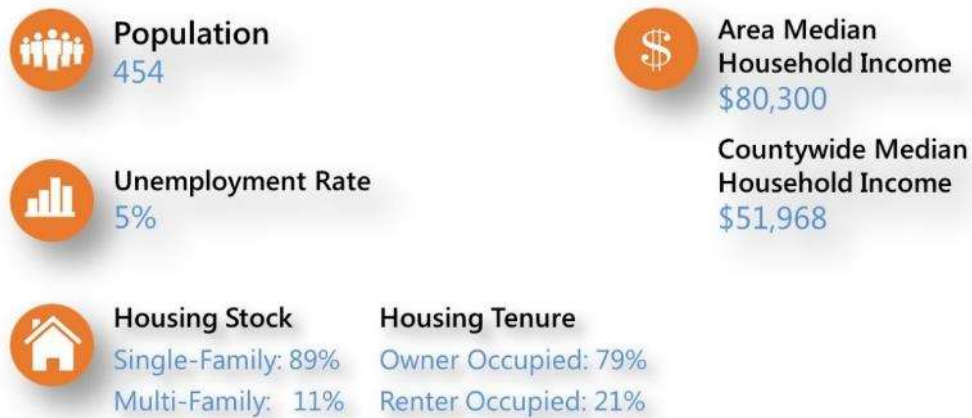 Population
454
Unemployment Rate
5%
Housing Stock
Single-Family: 89%
Multi-Family: 11%
Housing Tenure
Owner Occupied: 79%
Renter Occupied: 21%
$
Area Median
Household Income
$80,300
Countywide Median
Household Income
$51,968